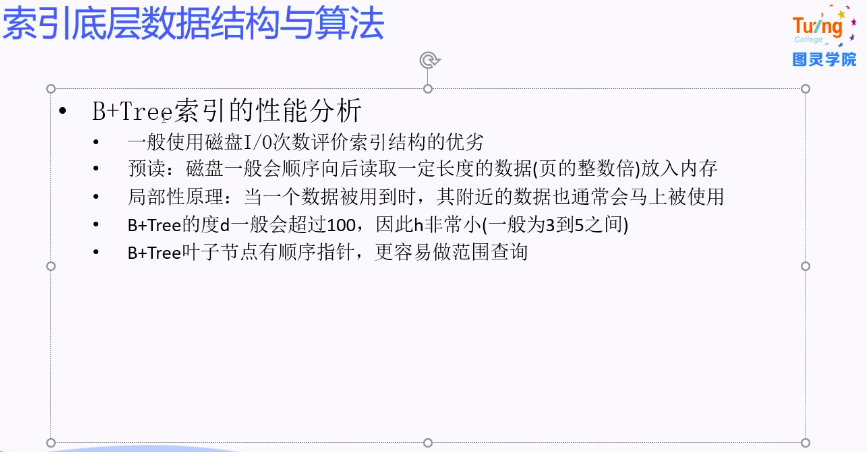 索引底层数据结构与算法
Tuling
College
图灵学院
• B+Tree索引的性能分析
• 一般使用磁盘I/O次数评价索引结构的优劣
• 预读：磁盘一般会顺序向后读取一定长度的数据(页的整数倍)放入内存
• 局部性原理：当一个数据被用到时，其附近的数据也通常会马上被使用
• B+Tree的度d一般会超过100，因此h非常小(一般为3到5之间)
• B+Tree叶子节点有顺序指针，更容易做范围查询